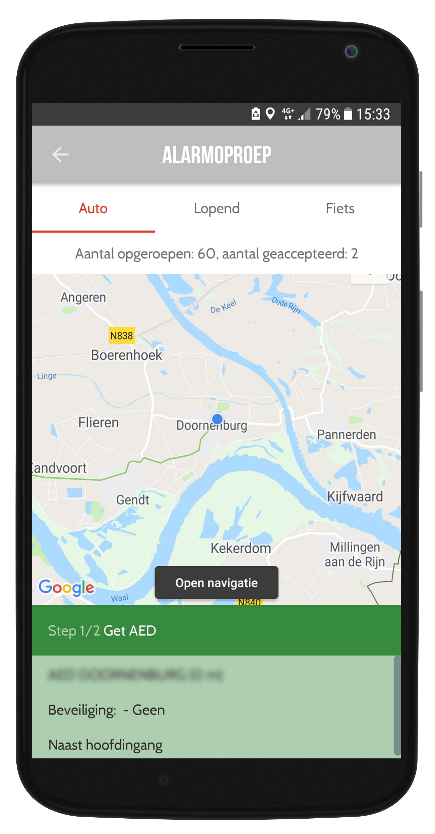 4G+ 79% 15:33
ALARMOPROEP
Auto Lopend Fiets
Aantal opgeroepen: 60, aantal geaccepteerd: 2
Angeren
De Keel
Oude Rijn
N838
Boerenhoek
Linge
Flieren
Doornenburg
Pannerden
Zandvoort
Gendt
Kijfwaard
Kekerdom
Millingen
aan de Rijn
Open navigatie
Google
Waal
N840
Step 1/2 Get AED
AED DOORNENBURG (0 m)
Beveiliging: - Geen
Naast hoofdingang